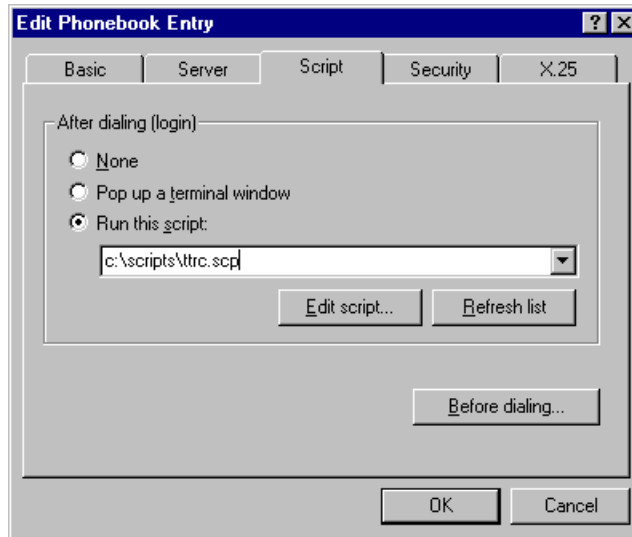 Edit Phonebook Entry
Basic Server Script Security X.25
After dialing (login)
None
Pop up a terminal window
Run this script:
c:\scripts\ttrc.scp
Edit script... Refresh list
Before dialing...
OK Cancel